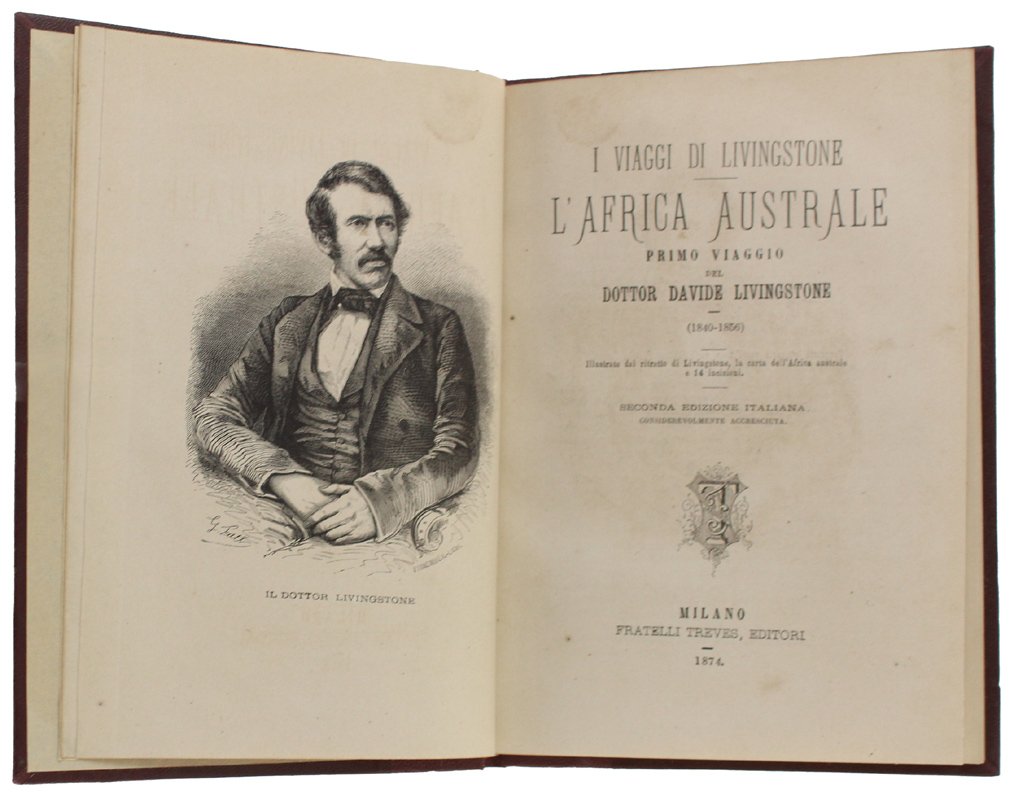 IL DOTTOR LIVINGSTONE
I VIAGGI DI LIVINGSTONE
L'AFRICA AUSTRALE
PRIMO VIAGGIO
DEL
DOTTOR DAVIDE LIVINGSTONE
(1840-1856)
Illustrato dal ritratto di Livingstone, la carta dell'Africa australe
e 14 incisioni.
SECONDA EDIZIONE ITALIANA
CONSIDEREVOLMENTE ACCRESCIUTA.
MILANO
FRATELLI TREVES, EDITORI
1874.